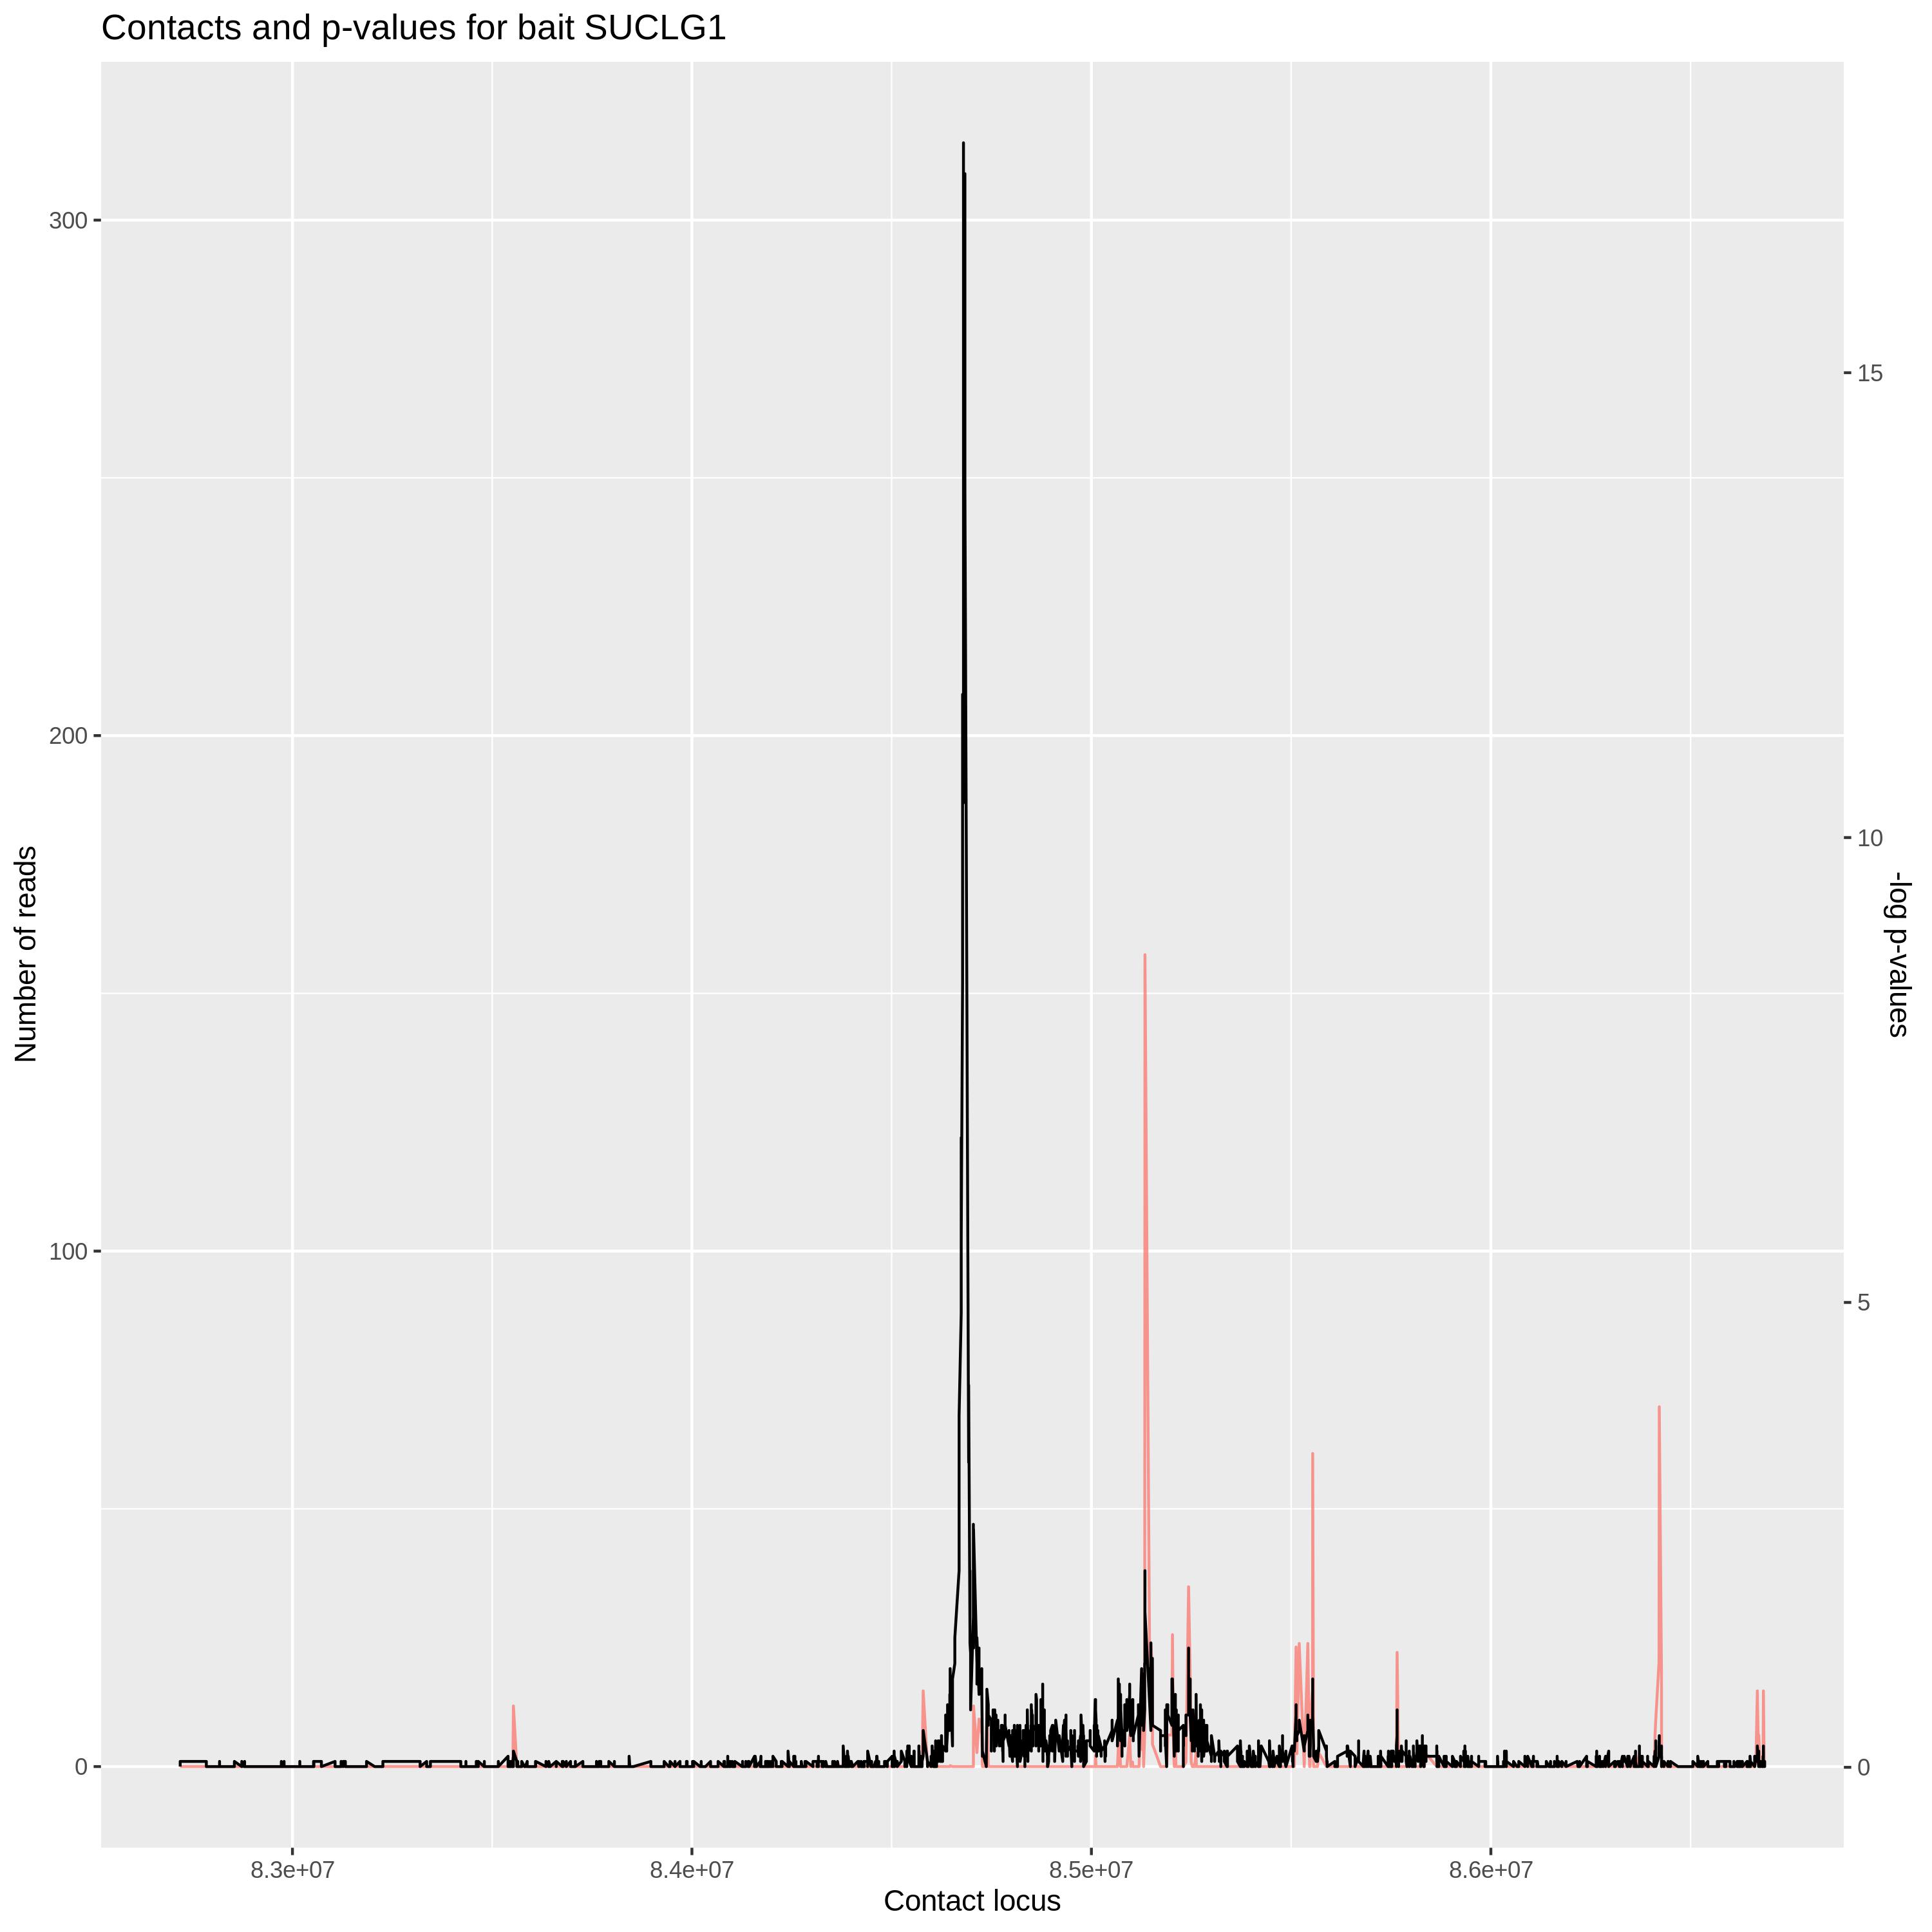 Contacts and p-values for bait SUCLG1
300
200
100
0
Number of reads
15
10
5
0
-log p-values
8.3e+07
8.4e+07
8.5e+07
8.6e+07
Contact locus